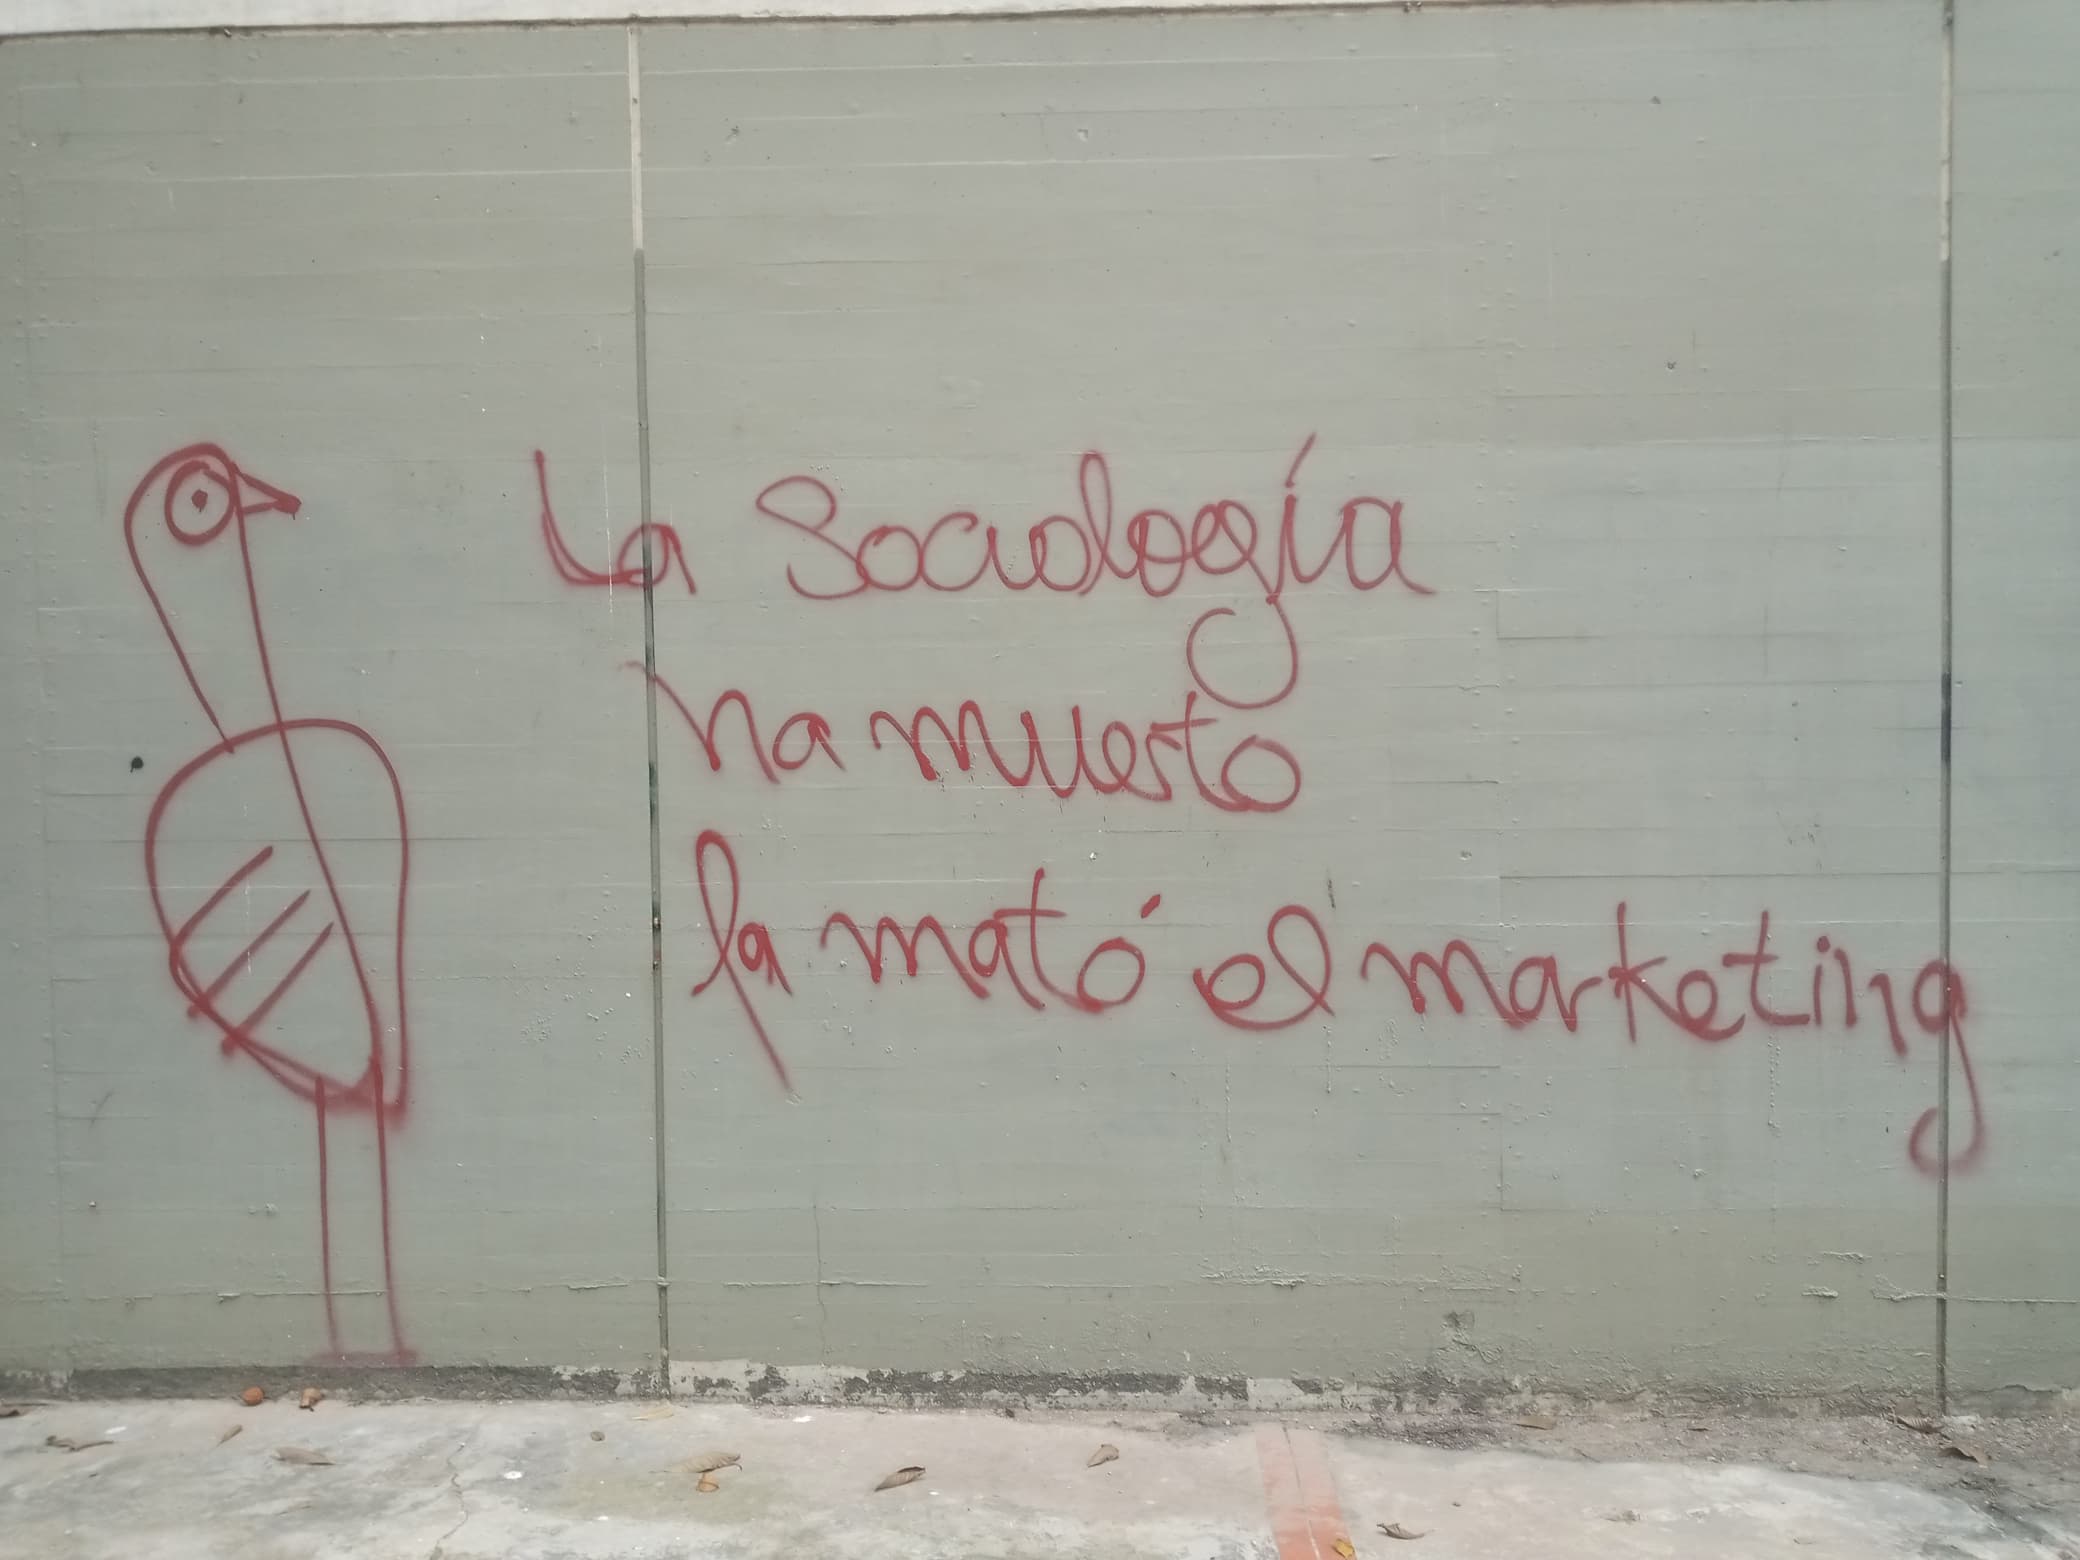 La Sociología
ha muerto
la mató el marketing